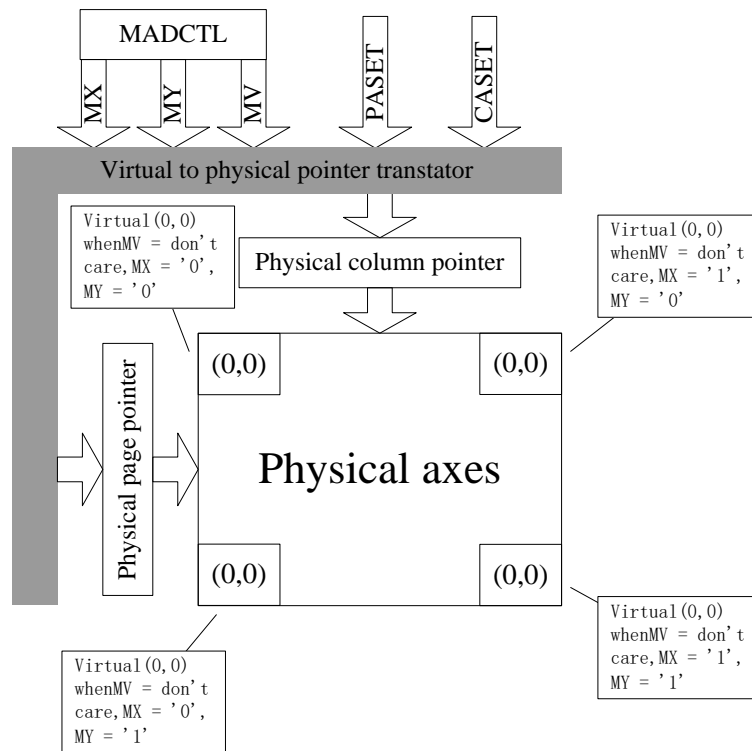 MADCTL
MX
MY
MV
PASET
CASET
Virtual to physical pointer transtator
Virtual(0,0)
whenMV = don't
care,MX = '0',
MY = '0'
Physical column pointer
Virtual(0,0)
whenMV = don't
care,MX = '1',
MY = '0'
(0,0)
(0,0)
Physical page pointer
Physical axes
(0,0)
(0,0)
Virtual(0,0)
whenMV = don't
care,MX = '1',
MY = '1'
Virtual(0,0)
whenMV = don't
care,MX = '0',
MY = '1'